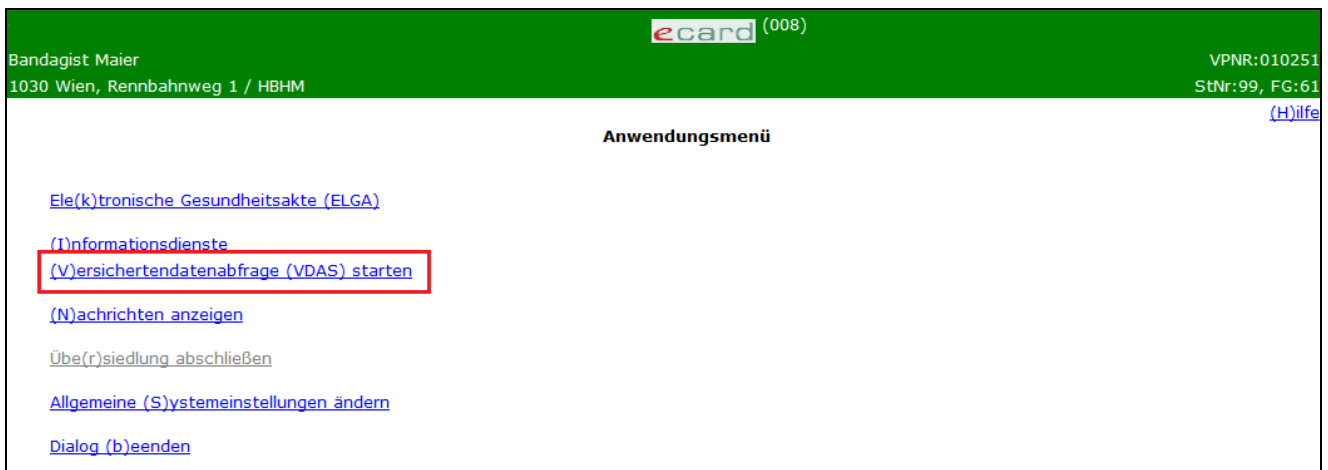 ecard (008)
Bandagist Maier VPNR:010251
1030 Wien, Rennbahnweg 1 / HBHM StNr:99, FG:61
(H)ilfe
Anwendungsmenü
Ele(k)tronische Gesundheitsakte (ELGA)
(I)nformationsdienste
(V)ersichertendatenabfrage (VDAS) starten
(N)achrichten anzeigen
Übe(r)siedlung abschließen
Allgemeine (S)ystemeinstellungen ändern
Dialog (b)eenden